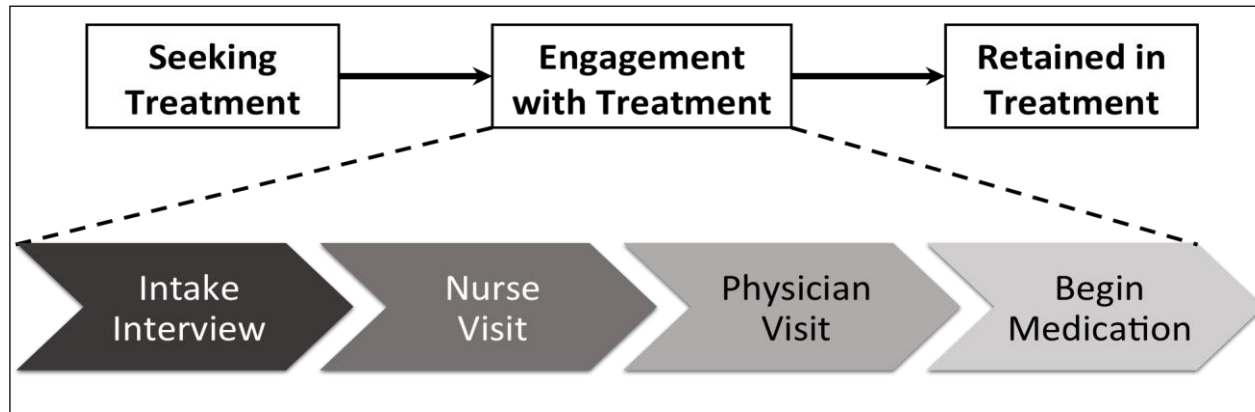 Seeking
Treatment
Engagement
with Treatment
Retained in
Treatment
Intake
Interview
Nurse
Visit
Physician
Visit
Begin
Medication